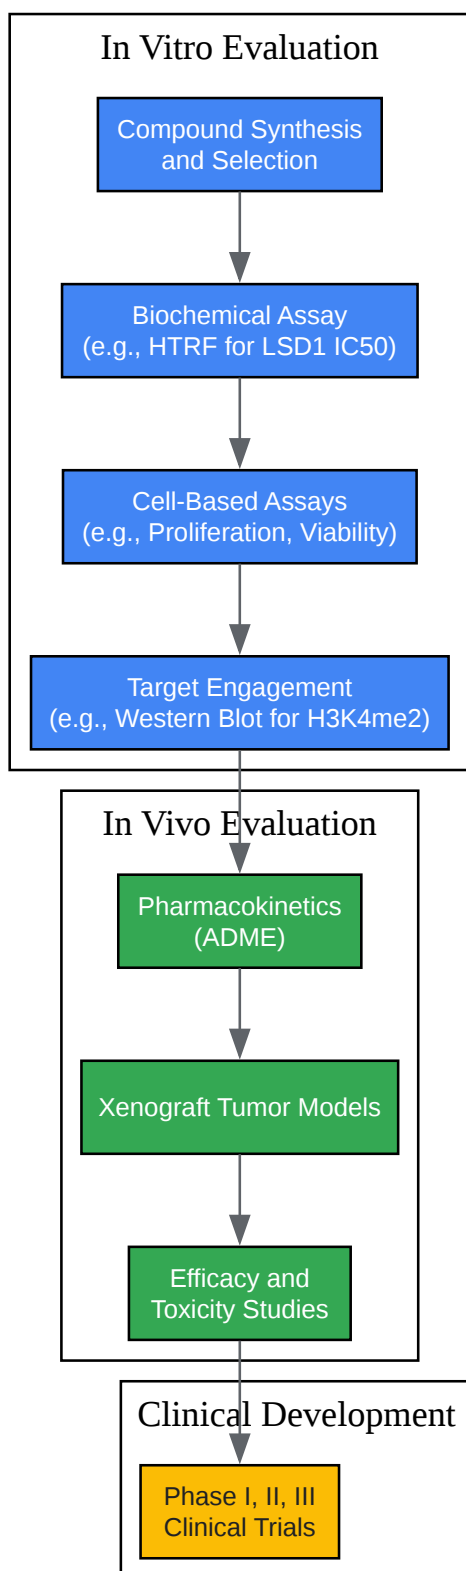 In Vitro Evaluation
Compound Synthesis
and Selection
Biochemical Assay
(e.g., HTRF for LSD1 IC50)
Cell-Based Assays
(e.g., Proliferation, Viability)
Target Engagement
(e.g., Western Blot for H3K4me2)
In Vivo Evaluation
Pharmacokinetics
(ADME)
Xenograft Tumor Models
Efficacy and
Toxicity Studies
Clinical Development
Phase I, II, III
Clinical Trials